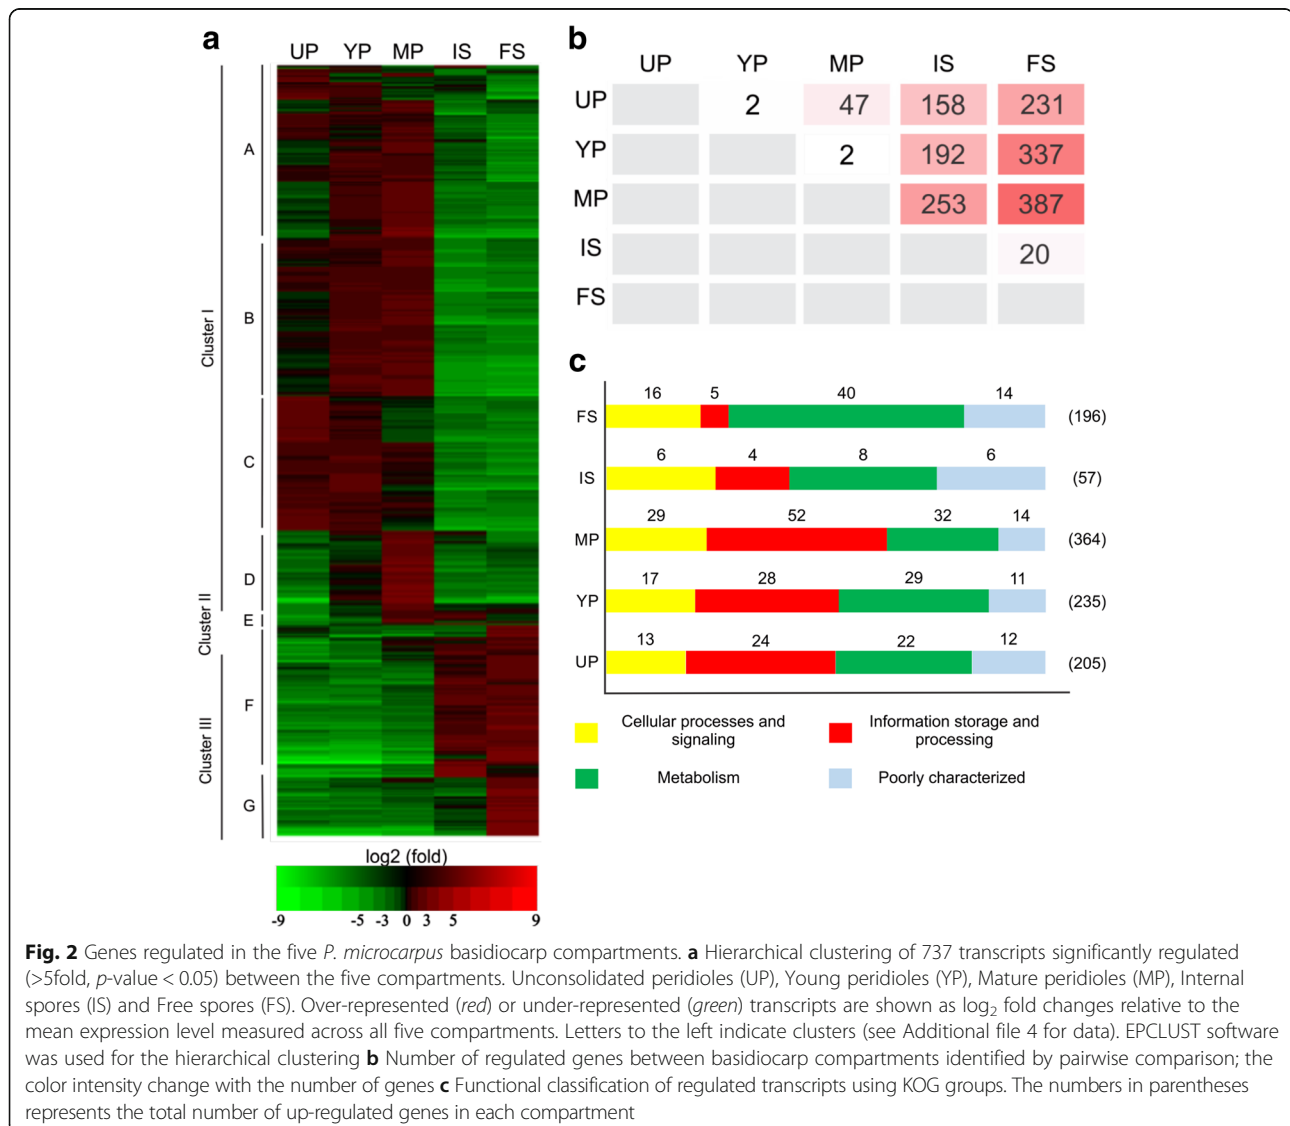 a
UP YP MP IS FS
Cluster I
Cluster II
Cluster III
A
B
C
D
E
F
G
log2 (fold)
-9 -5 -3 0 3 5 9
b
UP YP MP IS FS
UP 2 47 158 231
YP 2 192 337
MP 253 387
IS 20
FS
c
16 5 40 14
FS (196)
6 4 8 6
IS (57)
29 52 32 14
MP (364)
17 28 29 11
YP (235)
13 24 22 12
UP (205)
Cellular processes and
signaling
Information storage and
processing
Metabolism
Poorly characterized
Fig. 2 Genes regulated in the five P. microcarpus basidiocarp compartments. a Hierarchical clustering of 737 transcripts significantly regulated
(>5fold, p-value < 0.05) between the five compartments. Unconsolidated peridioles (UP), Young peridioles (YP), Mature peridioles (MP), Internal
spores (IS) and Free spores (FS). Over-represented (red) or under-represented (green) transcripts are shown as log₂ fold changes relative to the
mean expression level measured across all five compartments. Letters to the left indicate clusters (see Additional file 4 for data). EPCLUST software
was used for the hierarchical clustering b Number of regulated genes between basidiocarp compartments identified by pairwise comparison; the
color intensity change with the number of genes c Functional classification of regulated transcripts using KOG groups. The numbers in parentheses
represents the total number of up-regulated genes in each compartment